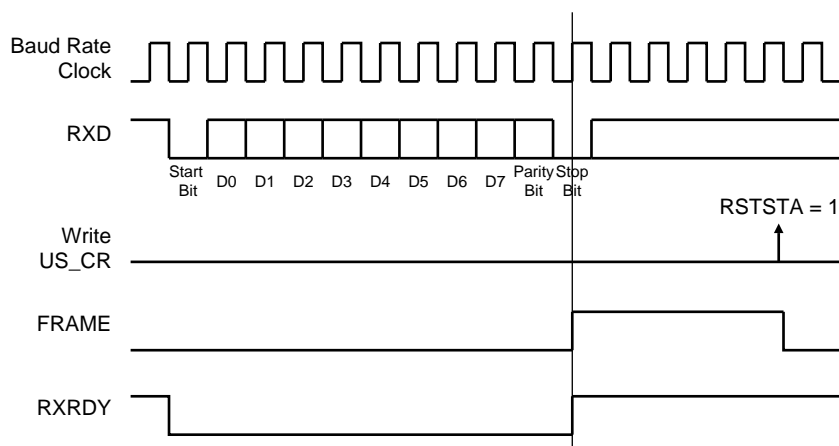 Baud Rate
Clock
RXD
Start
Bit
D0
D1
D2
D3
D4
D5
D6
D7
Parity
Bit
Stop
Bit
RSTSTA = 1
Write
US_CR
FRAME
RXRDY